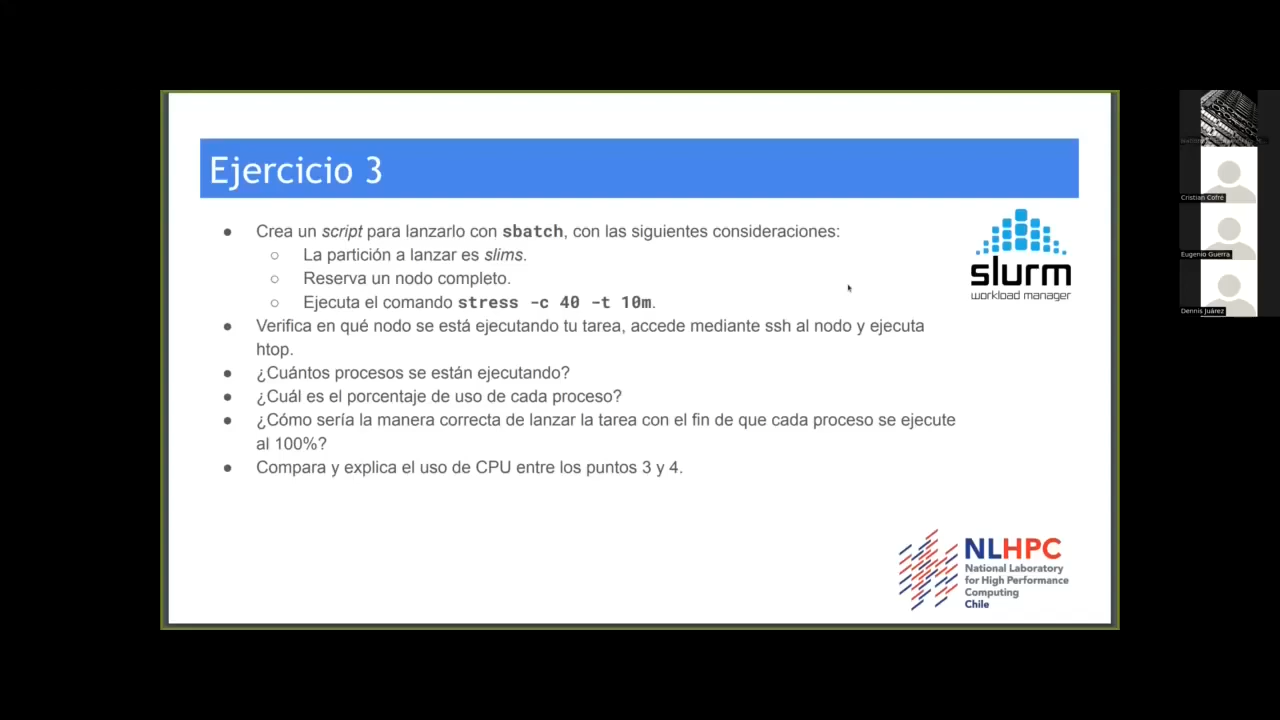 Ejercicio 3
● Crea un script para lanzarlo con sbatch, con las siguientes consideraciones:
○ La partición a lanzar es slims.
○ Reserva un nodo completo.
○ Ejecuta el comando stress -c 40 -t 10m.
● Verifica en qué nodo se está ejecutando tu tarea, accede mediante ssh al nodo y ejecuta
htop.
● ¿Cuántos procesos se están ejecutando?
● ¿Cuál es el porcentaje de uso de cada proceso?
● ¿Cómo sería la manera correcta de lanzar la tarea con el fin de que cada proceso se ejecute
al 100%?
● Compara y explica el uso de CPU entre los puntos 3 y 4.
slurm
workload manager
NLHPC
National Laboratory
for High Performance
Computing
Chile
Cristian Cofré
Eugenio Guerra
Dennis Juárez